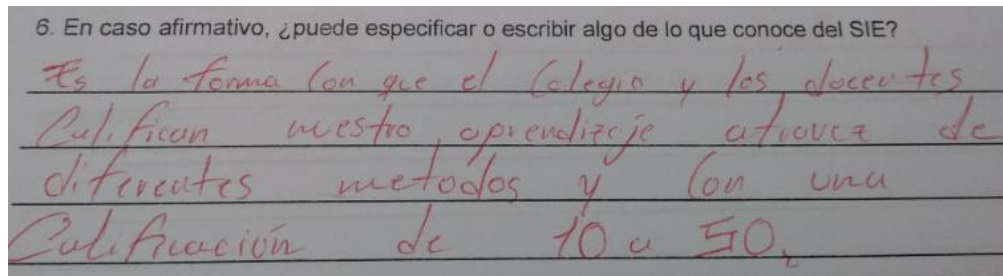 6. En caso afirmativo, ¿puede especificar o escribir algo de lo que conoce del SIE?
Es la forma con que el Colegio y los docentes
Califican nuestro aprendizaje atravez de
diferentes metodos y Con una
Calificación de 10 a 50.